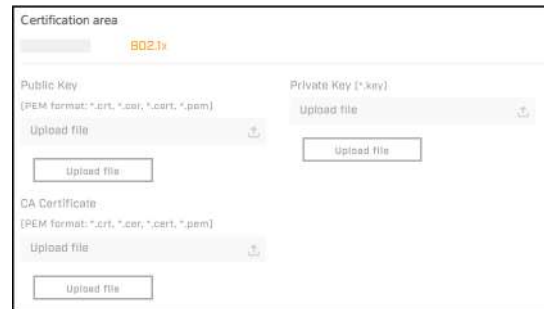 Certification area
802.1x
Public Key
(PEM format: *.crt, *.cer, *.cert, *.pem)
Upload file
Upload file
Private Key (*.key)
Upload file
Upload file
CA Certificate
(PEM format: *.crt, *.cer, *.cert, *.pem)
Upload file
Upload file